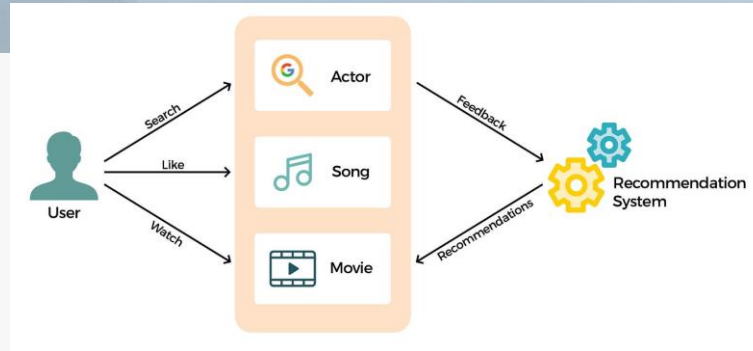 Search
Like
Watch
User
G
Actor
Song
Movie
Feedback
Recommendations
Recommendation
System